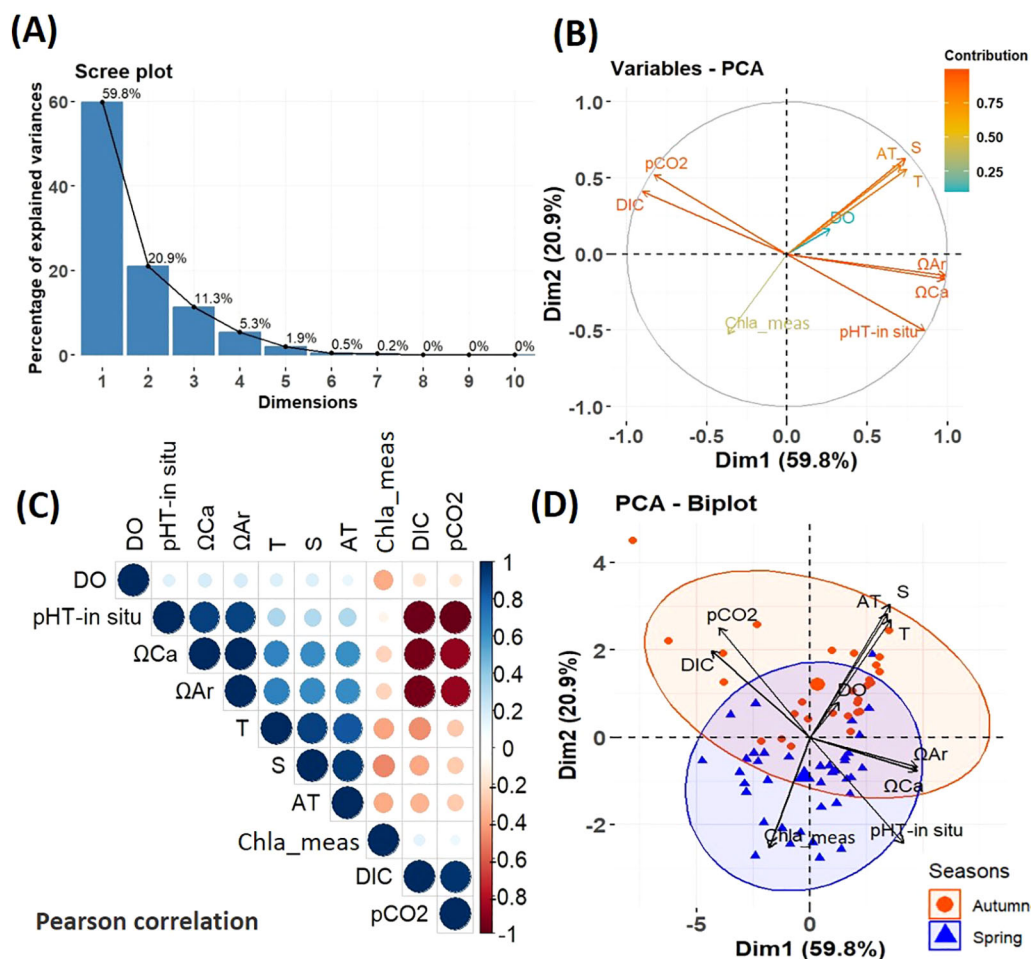 (A)
Scree plot
Percentage of explained variances
60
40
20
0
59.8%
20.9%
11.3%
5.3%
1.9%
0.5%
0.2%
0%
0%
0%
1 2 3 4 5 6 7 8 9 10
Dimensions
(B)
Variables - PCA
Contribution
0.75
0.50
0.25
Dim2 (20.9%)
1.0
0.5
0.0
-0.5
-1.0
pCO2
DIC
AT
S
T
DO
ΩAr
ΩCa
Chla_meas
pHT-in situ
-1.0 -0.5 0.0 0.5 1.0
Dim1 (59.8%)
(C)
DO
pHT-in situ
ΩCa
ΩAr
T
S
AT
Chla_meas
DIC
pCO2
DO
pHT-in situ
ΩCa
ΩAr
T
S
AT
Chla_meas
DIC
pCO2
1
0.8
0.6
0.4
0.2
0
-0.2
-0.4
-0.6
-0.8
-1
Pearson correlation
(D)
PCA - Biplot
Dim2 (20.9%)
4
2
0
-2
pCO2
DIC
AT
S
T
DO
ΩAr
ΩCa
Chla_meas
pHT-in situ
-5 0
Dim1 (59.8%)
Seasons
Autumn
Spring